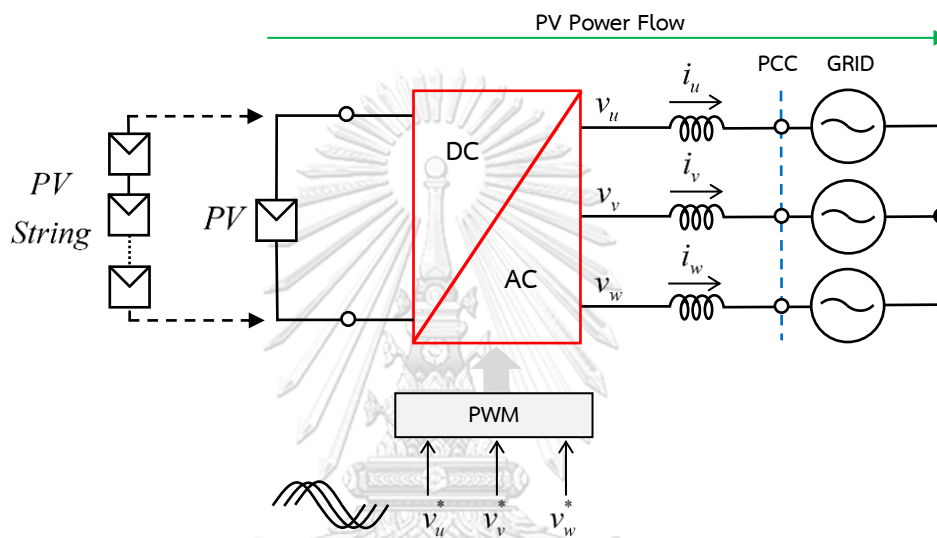 PV Power Flow
PCC
GRID
i_u
v_u
DC
PV
String
PV
i_v
v_v
AC
i_w
v_w
PWM
v_u^*
v_v^*
v_w^*